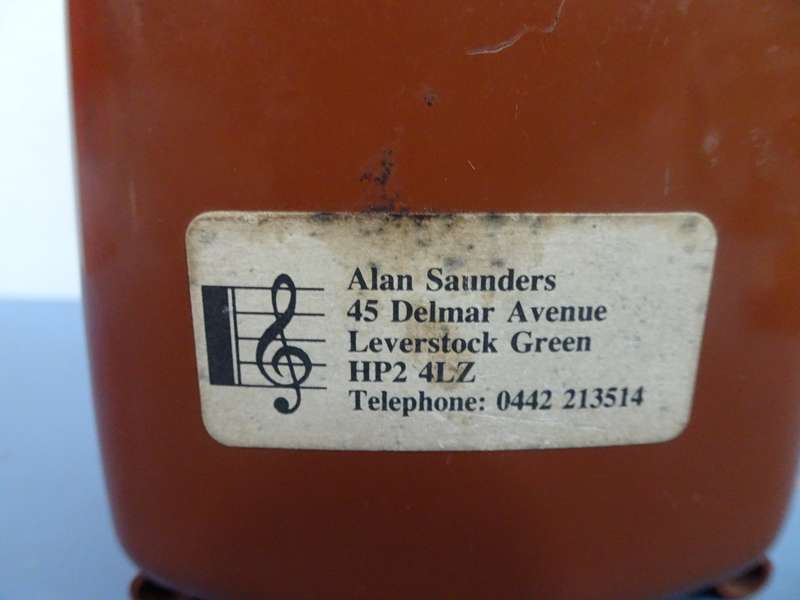 Alan Saunders
45 Delmar Avenue
Leverstock Green
HP2 4LZ
Telephone: 0442 213514